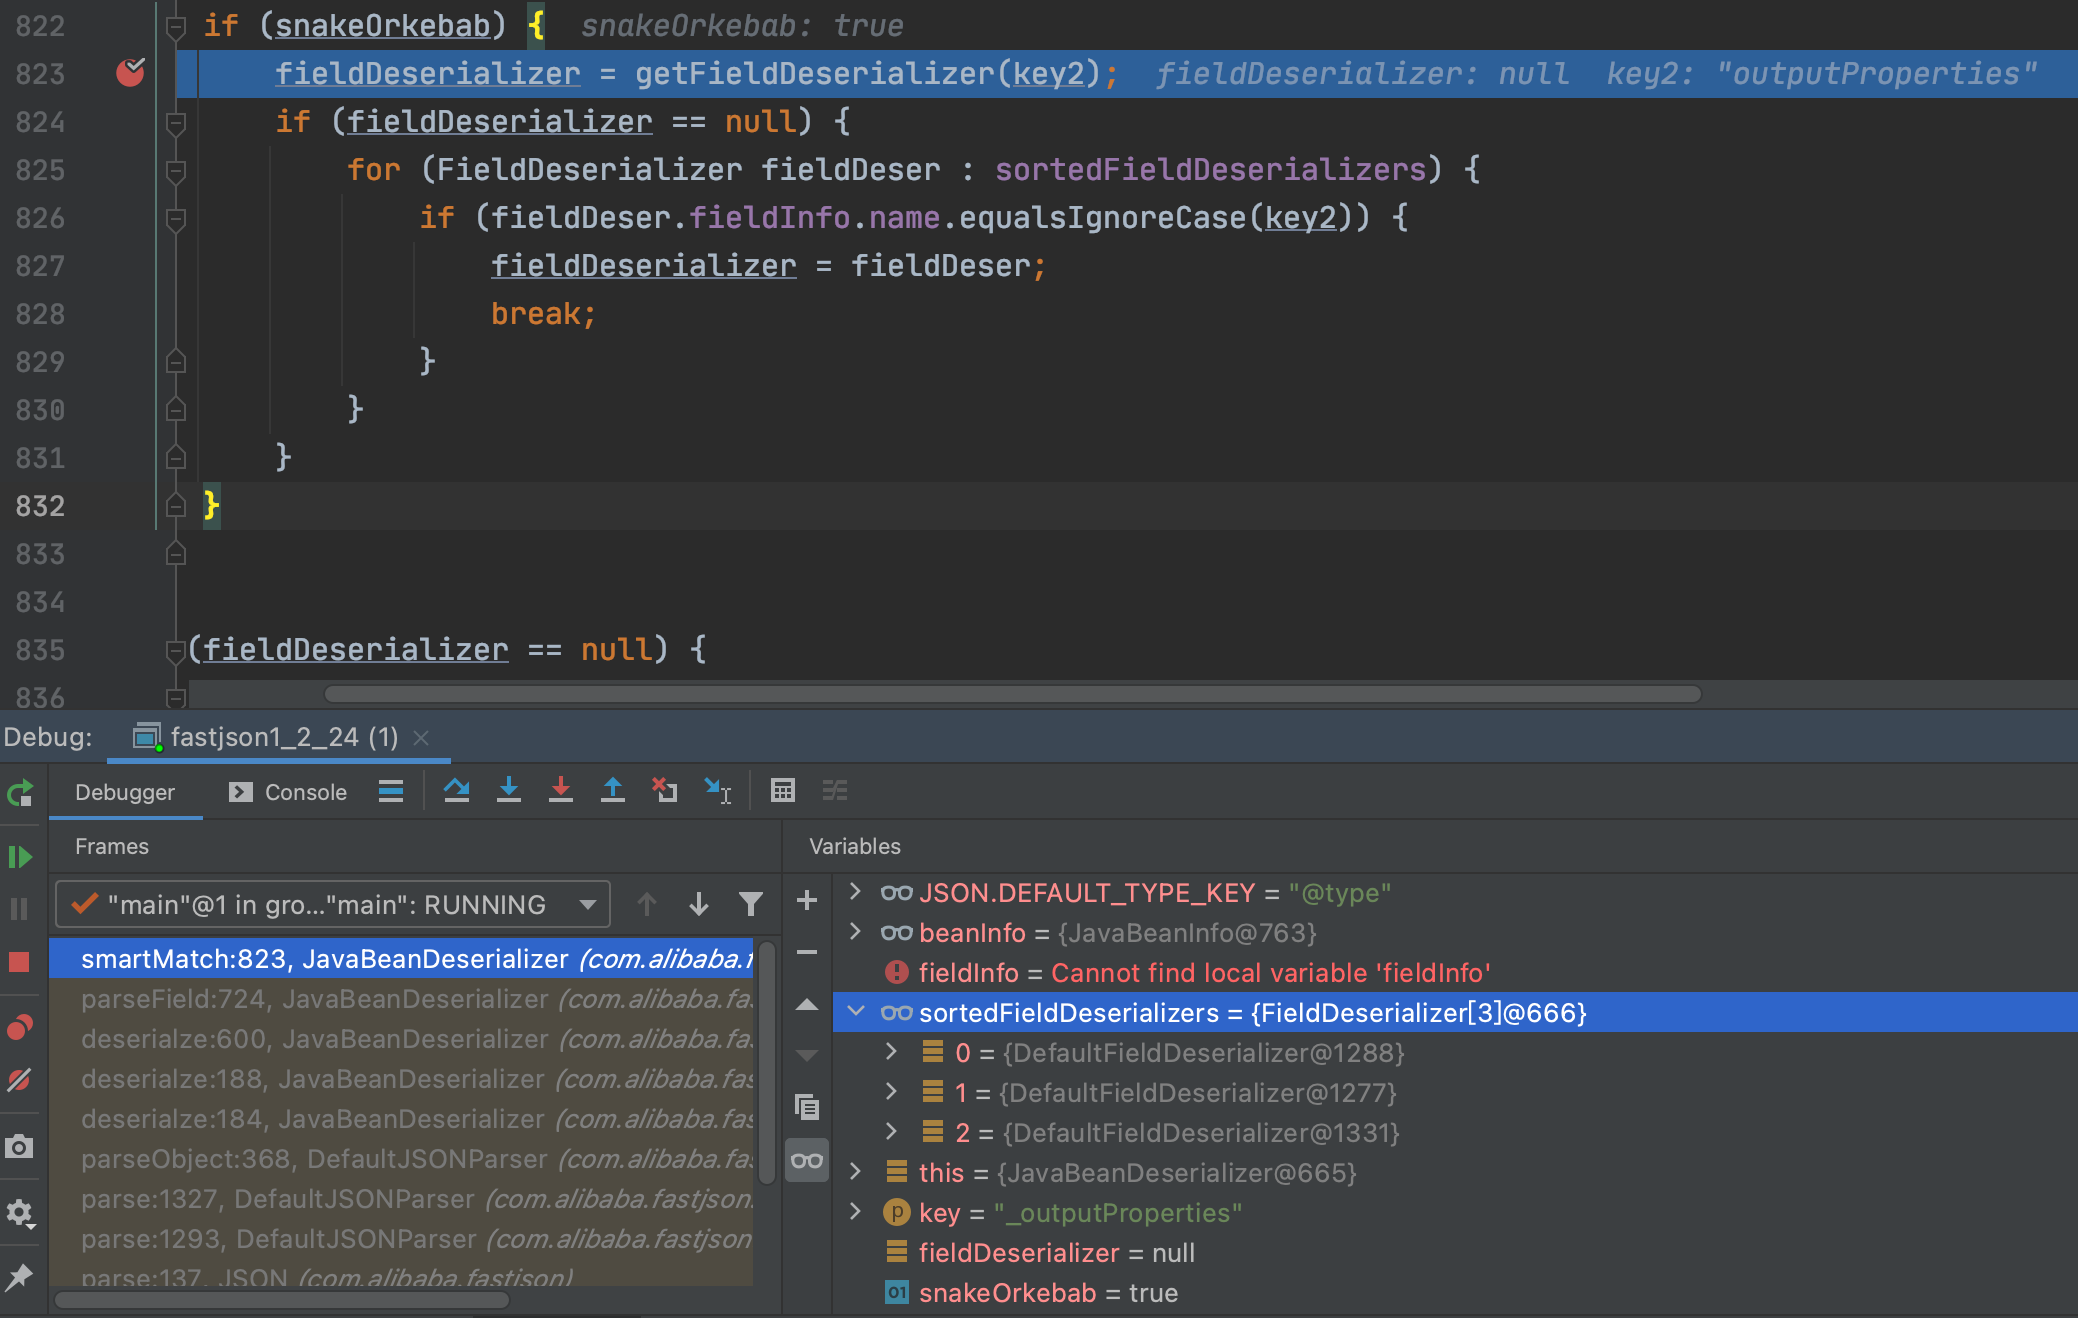 822 if (snakeOrkebab) { snakeOrkebab: true
823 fieldDeserializer = getFieldDeserializer(key2); fieldDeserializer: null key2: "outputProperties"
824 if (fieldDeserializer == null) {
825 for (FieldDeserializer fieldDeser : sortedFieldDeserializers) {
826 if (fieldDeser.fieldInfo.name.equalsIgnoreCase(key2)) {
827 fieldDeserializer = fieldDeser;
828 break;
829 }
830 }
831 }
832 }
833
834
835 (fieldDeserializer == null) {
836
Debug: fastjson1_2_24 (1)
Debugger Console
Frames
"main"@1 in gro..."main": RUNNING
smartMatch:823, JavaBeanDeserializer (com.alibaba.f
parseField:724, JavaBeanDeserializer (com.alibaba.fas
deserialze:600, JavaBeanDeserializer (com.alibaba.fas
deserialze:188, JavaBeanDeserializer (com.alibaba.fast
deserialze:184, JavaBeanDeserializer (com.alibaba.fas
parseObject:368, DefaultJSONParser (com.alibaba.fas
parse:1327, DefaultJSONParser (com.alibaba.fastjson.
parse:1293, DefaultJSONParser (com.alibaba.fastjson
parse:137, JSON (com.alibaba.fastjson)
Variables
JSON.DEFAULT_TYPE_KEY = "@type"
beanInfo = {JavaBeanInfo@763}
fieldInfo = Cannot find local variable 'fieldInfo'
sortedFieldDeserializers = {FieldDeserializer[3]@666}
0 = {DefaultFieldDeserializer@1288}
1 = {DefaultFieldDeserializer@1277}
2 = {DefaultFieldDeserializer@1331}
this = {JavaBeanDeserializer@665}
p key = "_outputProperties"
fieldDeserializer = null
01 snakeOrkebab = true